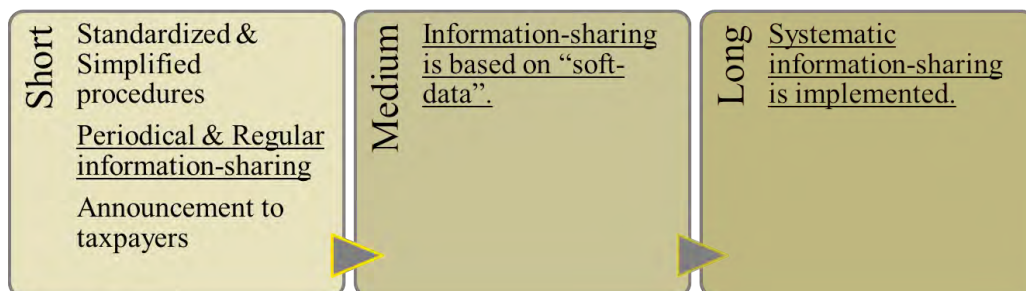 Short
Standardized &
Simplified
procedures
Periodical & Regular
information-sharing
Announcement to
taxpayers
Medium
Information-sharing
is based on “soft-
data”.
Long
Systematic
information-sharing
is implemented.